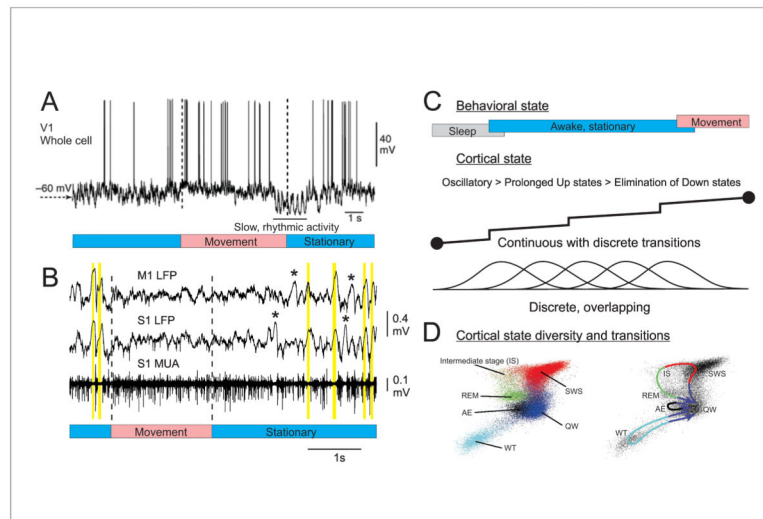 A
V1
Whole cell
40
mV
–60 mV
1 s
Slow, rhythmic activity
Movement
Stationary
B
M1 LFP
*
*
S1 LFP
*
*
0.4
mV
S1 MUA
0.1
mV
Movement
Stationary
1s
C
Behavioral state
Sleep
Awake, stationary
Movement
Cortical state
Oscillatory > Prolonged Up states > Elimination of Down states
Continuous with discrete transitions
Discrete, overlapping
D
Cortical state diversity and transitions
Intermediate stage (IS)
SWS
REM
AE
QW
WT
IS
SWS
REM
AE
QW
WT